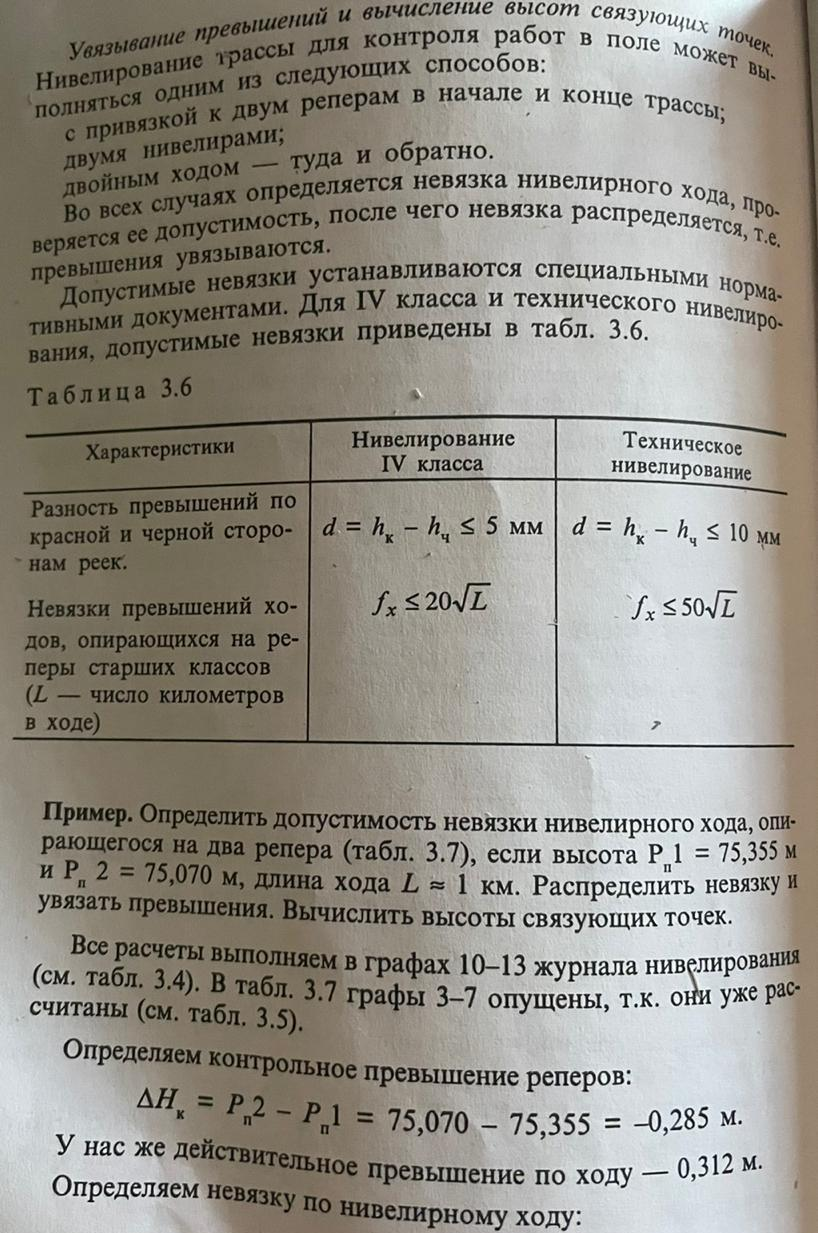 Увязывание превышений и вычисление высот связующих точек.
Нивелирование трассы для контроля работ в поле может вы-
полняться одним из следующих способов:
с привязкой к двум реперам в начале и конце трассы;
двумя нивелирами;
двойным ходом — туда и обратно.
Во всех случаях определяется невязка нивелирного хода, про-
веряется ее допустимость, после чего невязка распределяется, т.е.
превышения увязываются.
Допустимые невязки устанавливаются специальными норма-
тивными документами. Для IV класса и технического нивелиро-
вания, допустимые невязки приведены в табл. 3.6.
Таблица 3.6
Характеристики
Нивелирование
IV класса
Техническое
нивелирование
Разность превышений по
красной и черной сторо-
нам реек.
d = hк − hч ≤ 5 мм
d = hк − hч ≤ 10 мм
Невязки превышений хо-
дов, опирающихся на ре-
перы старших классов
(L — число километров
в ходе)
fx ≤ 20√L
fx ≤ 50√L
Пример. Определить допустимость невязки нивелирного хода, опи-
рающегося на два репера (табл. 3.7), если высота Рп1 = 75,355 м
и Рп 2 = 75,070 м, длина хода L ≈ 1 км. Распределить невязку и
увязать превышения. Вычислить высоты связующих точек.
Все расчеты выполняем в графах 10–13 журнала нивелирования
(см. табл. 3.4). В табл. 3.7 графы 3–7 опущены, т.к. они уже рас-
считаны (см. табл. 3.5).
Определяем контрольное превышение реперов:
ΔHк = Рп2 − Рп1 = 75,070 − 75,355 = −0,285 м.
У нас же действительное превышение по ходу — 0,312 м.
Определяем невязку по нивелирному ходу: